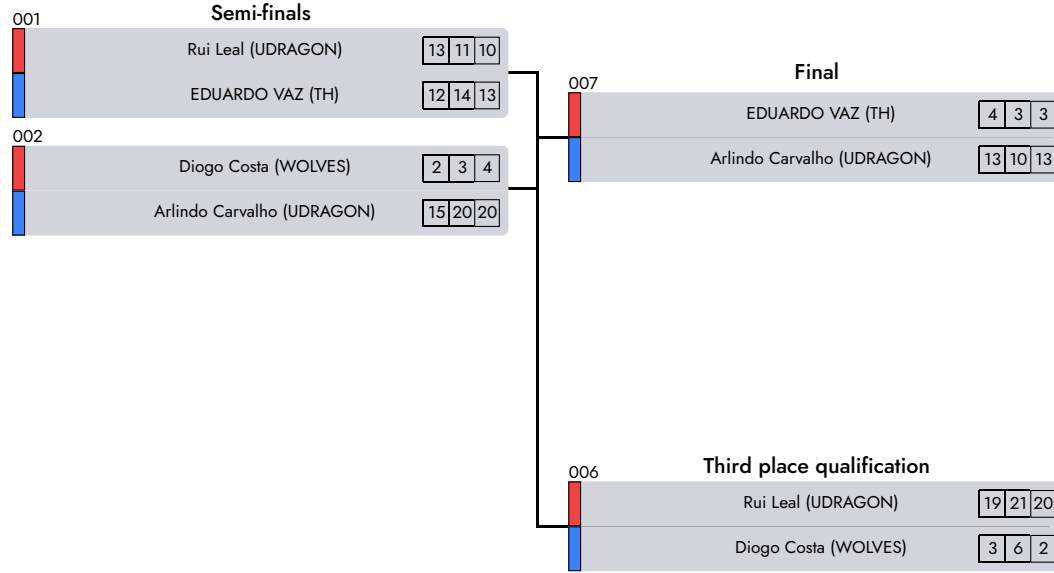 Semi-finals
001
Rui Leal (UDRAGON) 13 11 10
EDUARDO VAZ (TH) 12 14 13
002
Diogo Costa (WOLVES) 2 3 4
Arlindo Carvalho (UDRAGON) 15 20 20
Final
007
EDUARDO VAZ (TH) 4 3 3
Arlindo Carvalho (UDRAGON) 13 10 13
Third place qualification
006
Rui Leal (UDRAGON) 19 21 20
Diogo Costa (WOLVES) 3 6 2